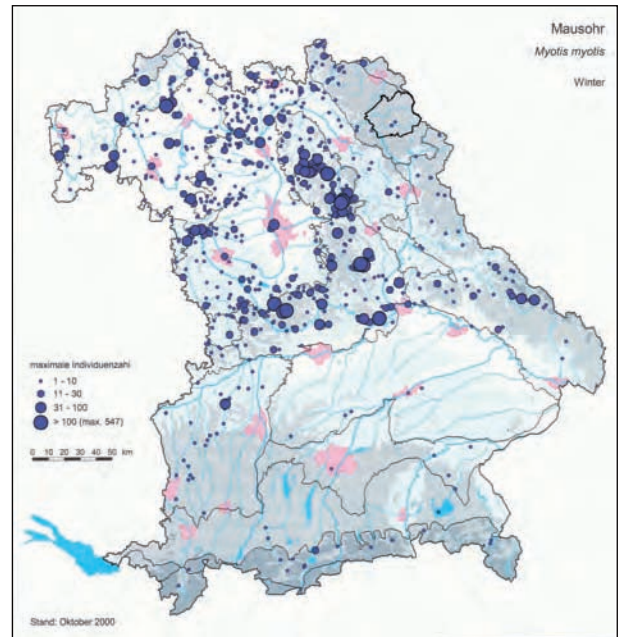 Mausohr
Myotis myotis
Winter
maximale Individuenzahl
1 - 10
11 - 30
31 - 100
> 100 (max. 547)
0 10 20 30 40 50 km
Stand: Oktober 2000